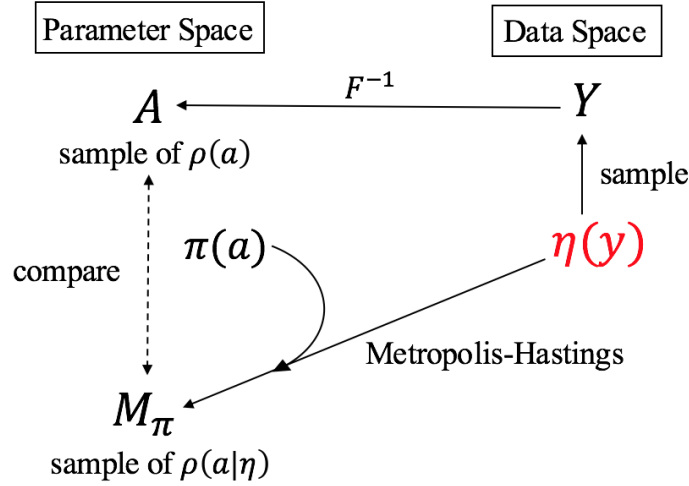 Parameter Space
Data Space
F⁻¹
A
Y
sample of ρ(a)
sample
π(a)
η(y)
compare
Metropolis-Hastings
M_π
sample of ρ(a|η)